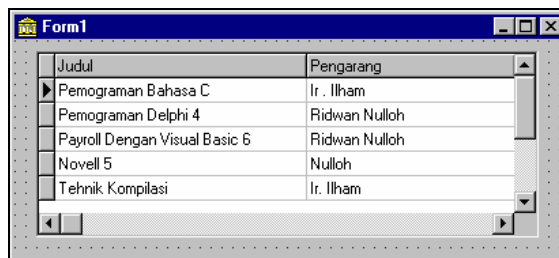 Form1
Judul Pengarang
Pemograman Bahasa C Ir . Ilham
Pemograman Delphi 4 Ridwan Nulloh
Payroll Dengan Visual Basic 6 Ridwan Nulloh
Novell 5 Nulloh
Tehnik Kompilasi Ir. Ilham